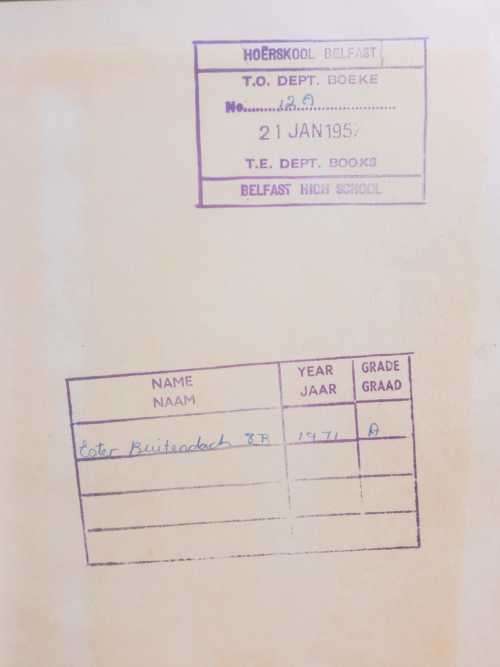 HOËRSKOOL BELFAST
T.O. DEPT. BOEKE
No. 12A
21 JAN 1957
T.E. DEPT. BOOKS
BELFAST HIGH SCHOOL
NAME YEAR GRADE
NAAM JAAR GRAAD
Ester Buitendach 8B 1971 A